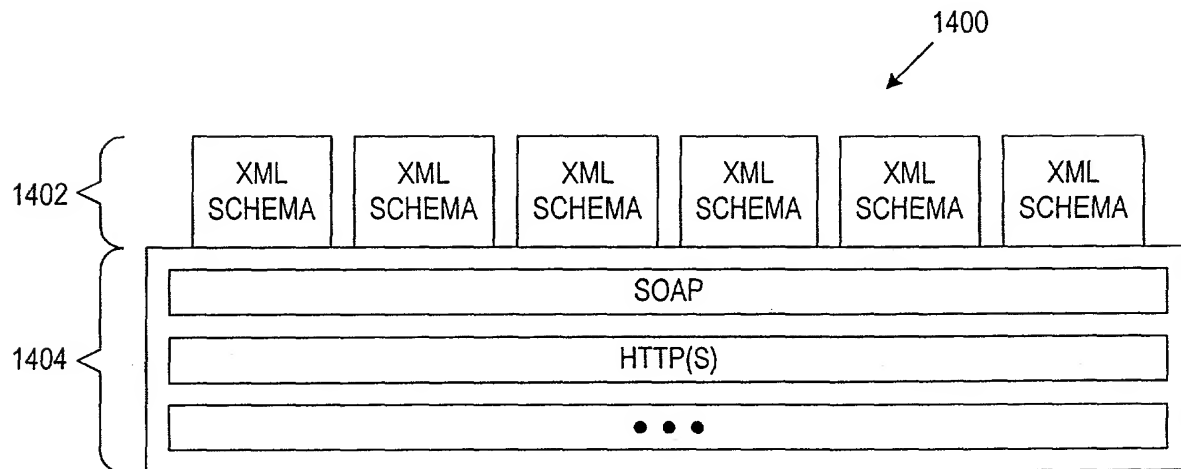 1400
1402
XML XML XML XML XML XML
SCHEMA SCHEMA SCHEMA SCHEMA SCHEMA SCHEMA
1404
SOAP
HTTP(S)
• • •